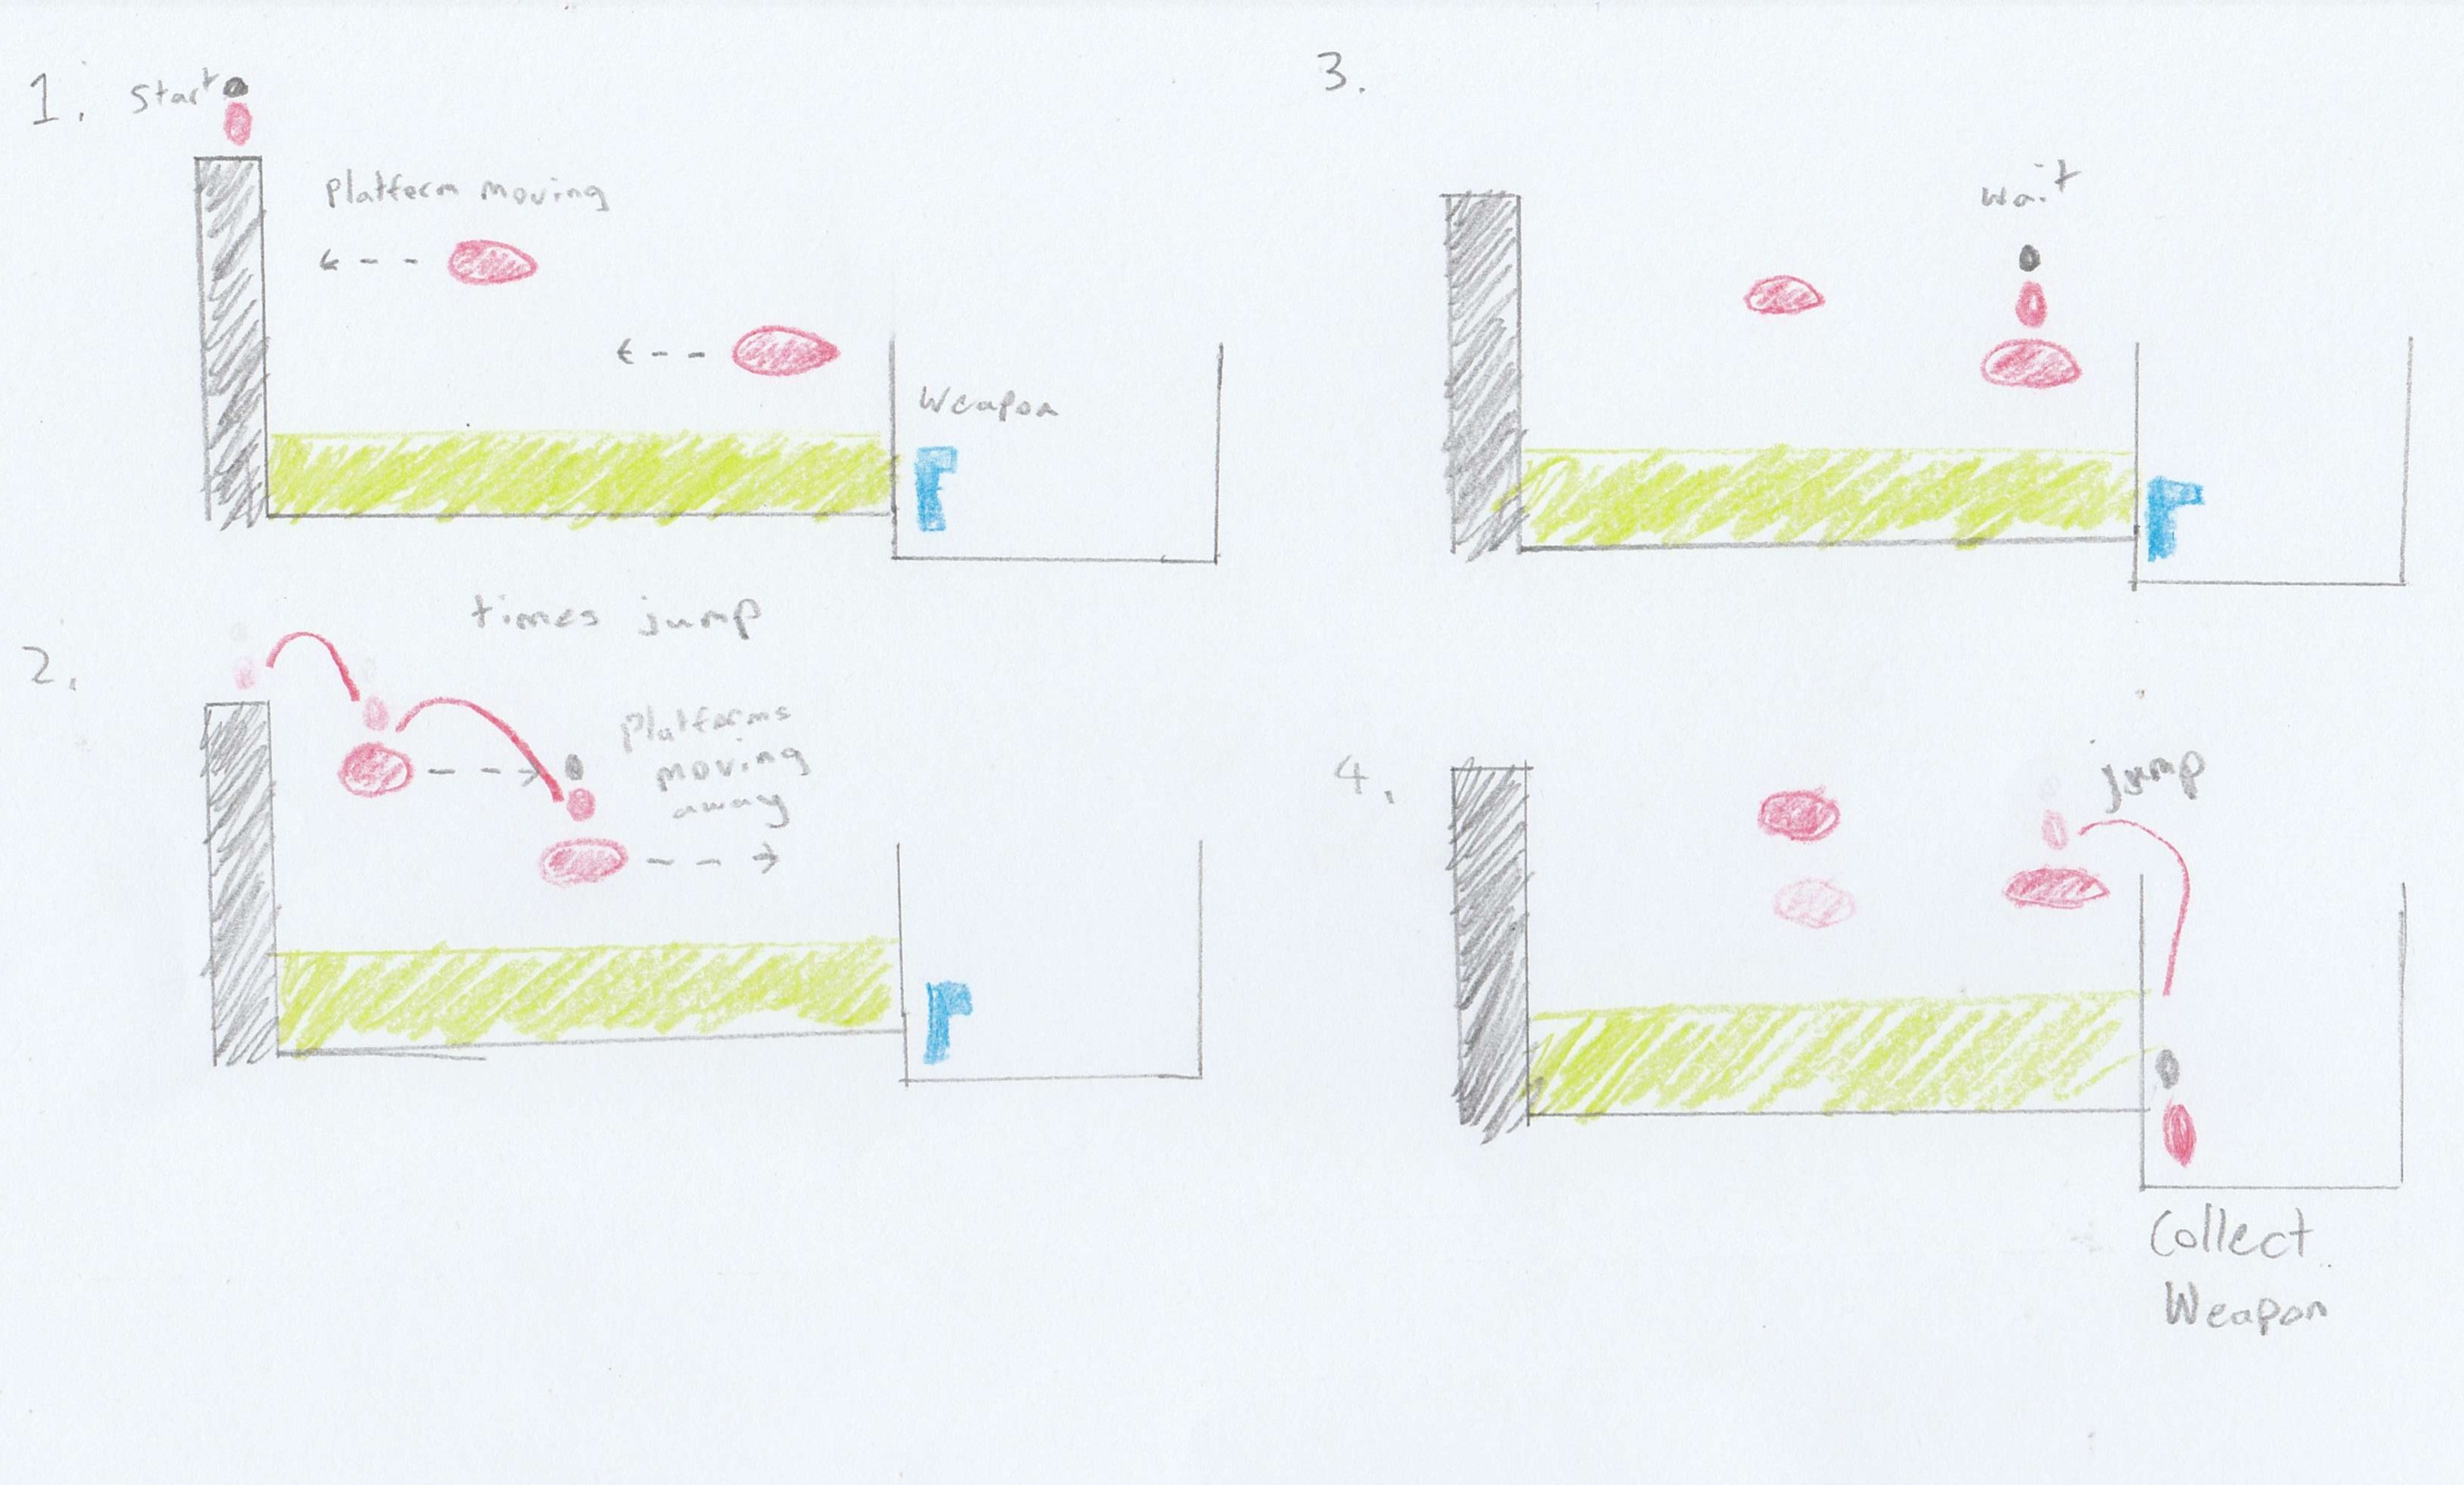 1.
Start
Platform moving
Weapon
2.
times jump
Platforms
moving
away
3.
wait
4.
jump
Collect
Weapon